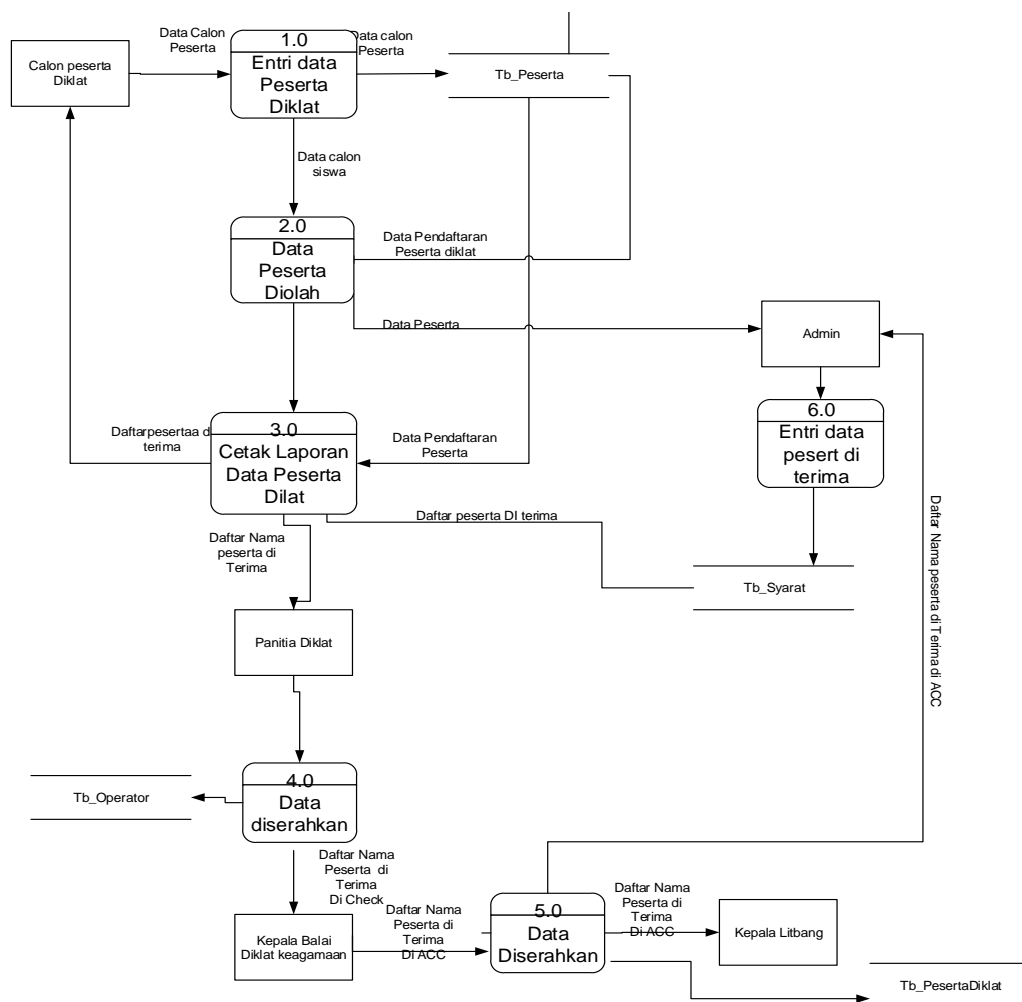 Data Calon
Peserta
Data calon
Peserta
1.0
Entri data
Peserta
Diklat
Calon peserta
Diklat
Tb_Peserta
Data calon
siswa
2.0
Data
Peserta
Diolah
Data Pendaftaran
Peserta diklat
Data Peserta
Admin
6.0
Entri data
pesert di
terima
3.0
Cetak Laporan
Data Peserta
Dilat
Daftarpesertaa d
terima
Data Pendaftaran
Peserta
Daftar peserta DI terima
Daftar Nama
peserta di
Terima
Tb_Syarat
Daftar Nama peserta di Terima di ACC
Panitia Diklat
4.0
Data
diserahkan
Tb_Operator
Daftar Nama
Peserta di
Terima
Di Check
Kepala Balai
Diklat keagamaan
Daftar Nama
Peserta di
Terima
Di ACC
5.0
Data
Diserahkan
Daftar Nama
Peserta di
Terima
Di ACC
Kepala Litbang
Tb_PesertaDiklat